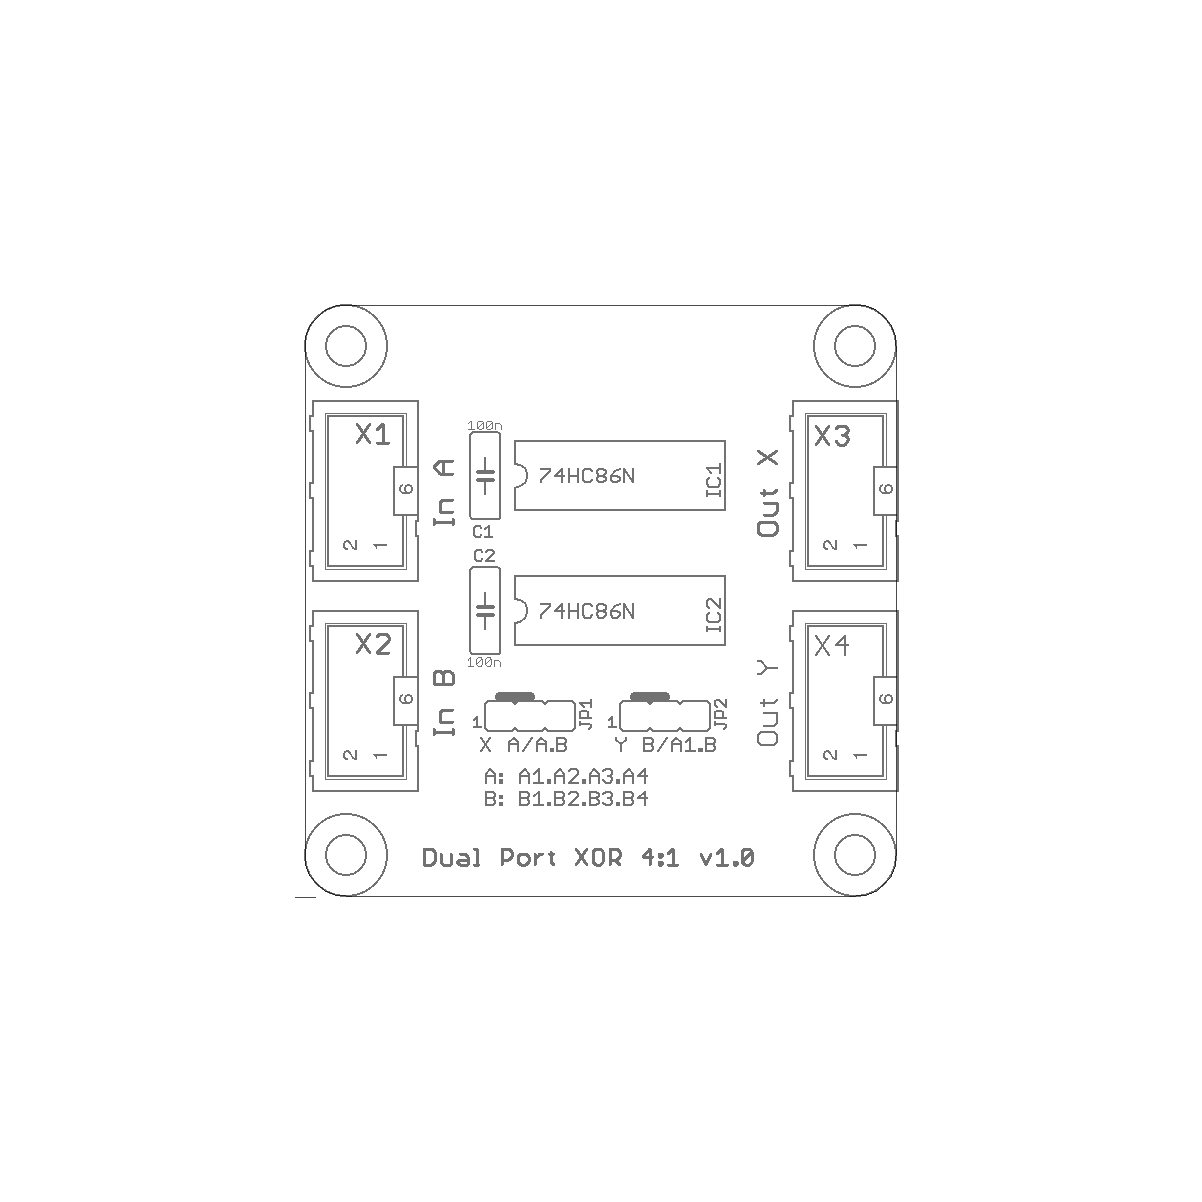 X1
6
2 1
In A
100n
C1
74HC86N
IC1
Out X
X3
6
2 1
C2
100n
74HC86N
IC2
X2
6
2 1
In B
Out Y
X4
6
2 1
1
JP1
X A/A.B
1
JP2
Y B/A1.B
A: A1.A2.A3.A4
B: B1.B2.B3.B4
Dual Port XOR 4:1 v1.0